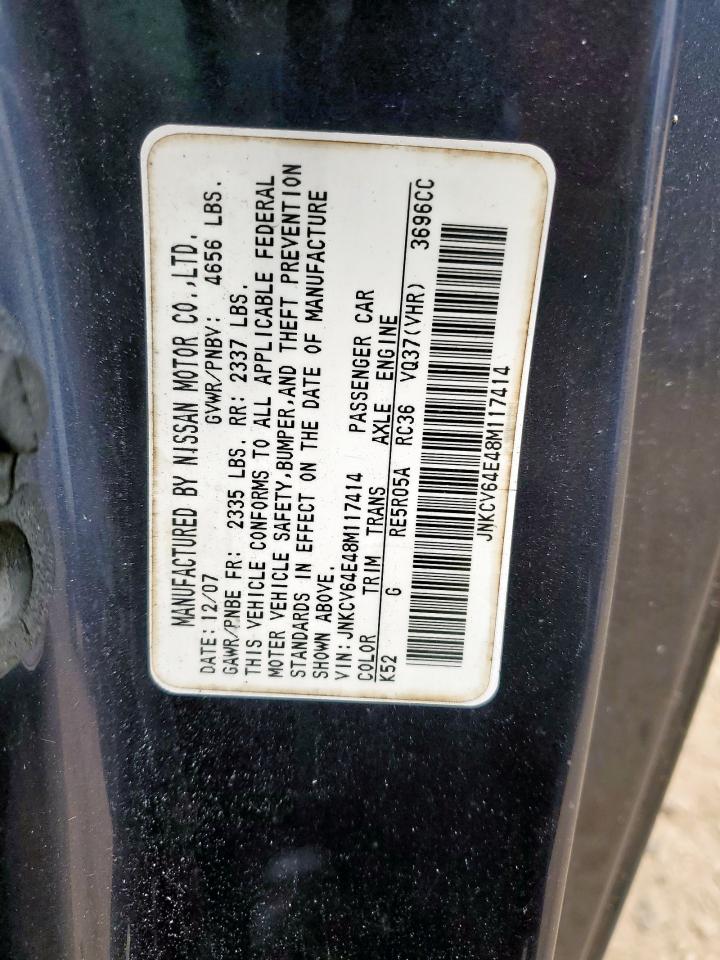 MANUFACTURED BY NISSAN MOTOR CO.,LTD.
DATE: 12/07 GVWR/PNBV: 4656 LBS.
GAWR/PNBE FR: 2335 LBS. RR: 2337 LBS.
THIS VEHICLE CONFORMS TO ALL APPLICABLE FEDERAL
MOTER VEHICLE SAFETY,BUMPER,AND THEFT PREVENTION
STANDARDS IN EFFECT ON THE DATE OF MANUFACTURE
SHOWN ABOVE.
VIN:JNKCV64E48M117414 PASSENGER CAR
COLOR TRIM TRANS AXLE ENGINE
K52 G RE5R05A RC36 VQ37(VHR) 3696CC
JNKCV64E48M117414